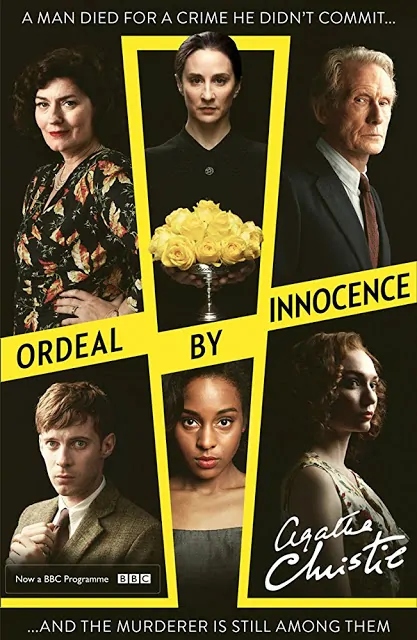 A MAN DIED FOR A CRIME HE DIDN'T COMMIT...
ORDEAL BY INNOCENCE
Agatha
Christie
Now a BBC Programme BBC
...AND THE MURDERER IS STILL AMONG THEM